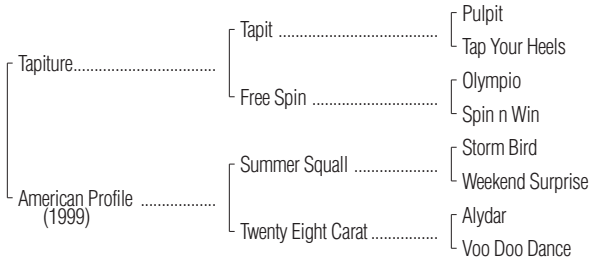 Pulpit
Tapit ........................................
Tap Your Heels
Tapiture....................................
Olympio
Free Spin ...............................
Spin n Win
Storm Bird
Summer Squall .....................
Weekend Surprise
American Profile ...................
(1999)
Alydar
Twenty Eight Carat .................
Voo Doo Dance